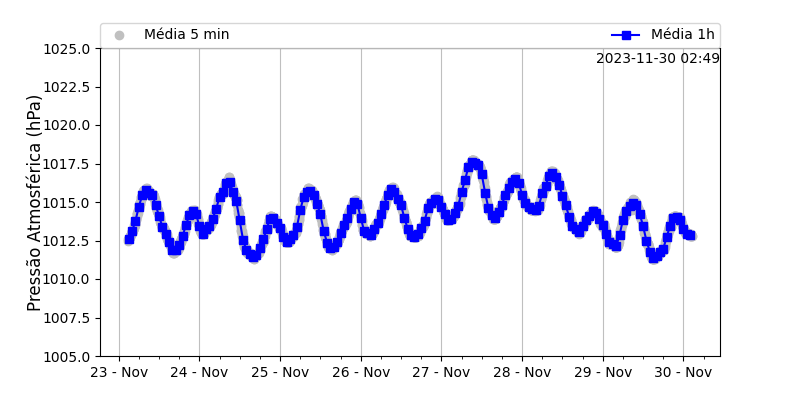 Média 5 min
Média 1h
2023-11-30 02:49
Pressão Atmosférica (hPa)
1025.0
1022.5
1020.0
1017.5
1015.0
1012.5
1010.0
1007.5
1005.0
23 - Nov
24 - Nov
25 - Nov
26 - Nov
27 - Nov
28 - Nov
29 - Nov
30 - Nov